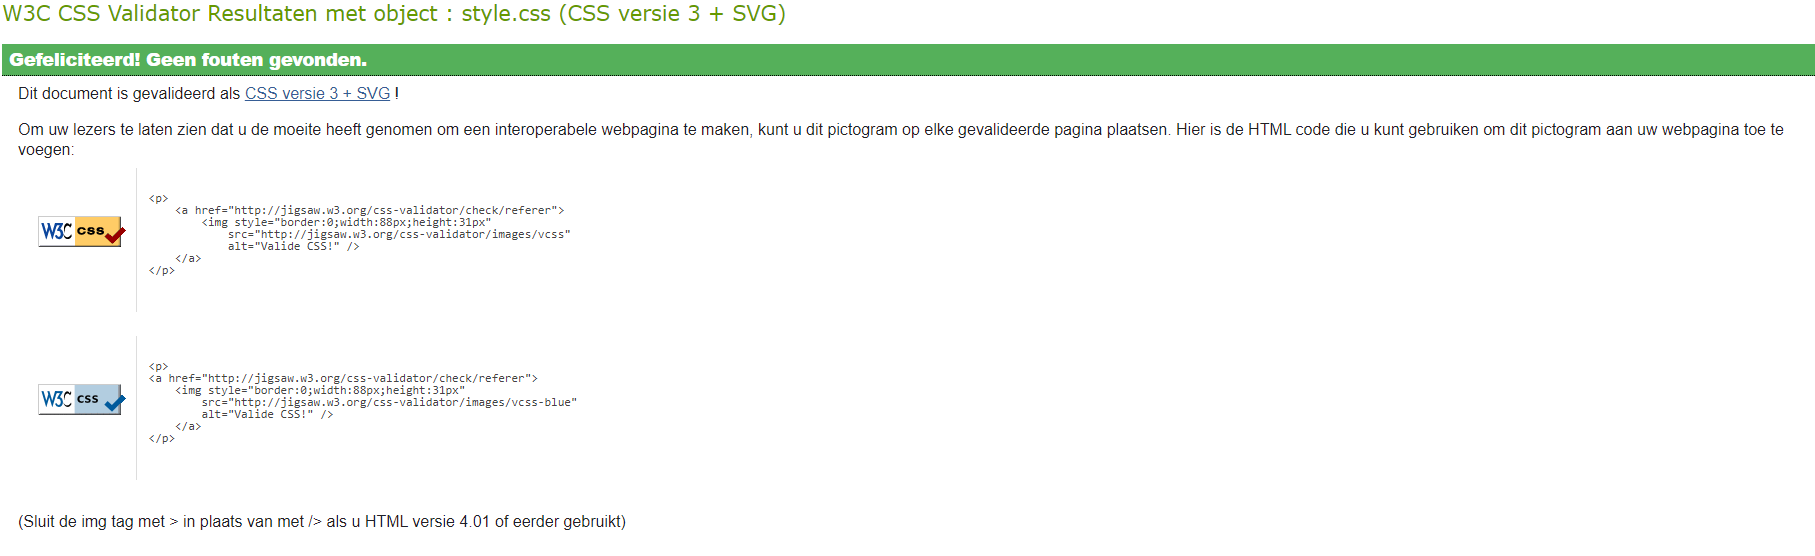 W3C CSS Validator Resultaten met object : style.css (CSS versie 3 + SVG)
Gefeliciteerd! Geen fouten gevonden.
Dit document is gevalideerd als CSS versie 3 + SVG !
Om uw lezers te laten zien dat u de moeite heeft genomen om een interoperabele webpagina te maken, kunt u dit pictogram op elke gevalideerde pagina plaatsen. Hier is de HTML code die u kunt gebruiken om dit pictogram aan uw webpagina toe te
voegen:
W3C css
<p>
<a href="http://jigsaw.w3.org/css-validator/check/referer">
<img style="border:0;width:88px;height:31px"
src="http://jigsaw.w3.org/css-validator/images/vcss"
alt="Valide CSS!" />
</a>
</p>
W3C css
<p>
<a href="http://jigsaw.w3.org/css-validator/check/referer">
<img style="border:0;width:88px;height:31px"
src="http://jigsaw.w3.org/css-validator/images/vcss-blue"
alt="Valide CSS!" />
</a>
</p>
(Sluit de img tag met > in plaats van met /> als u HTML versie 4.01 of eerder gebruikt)